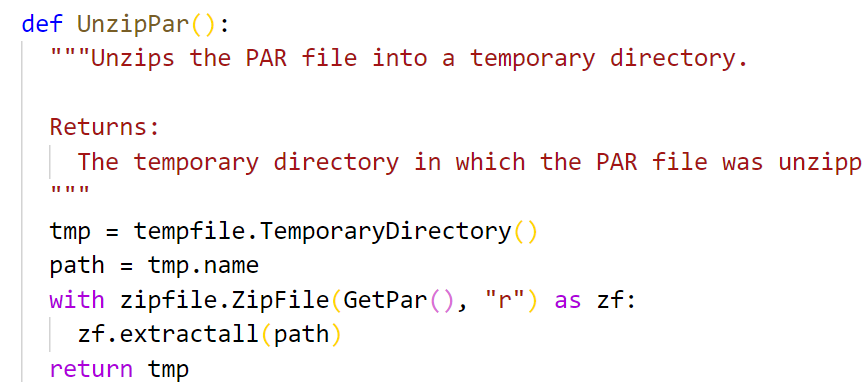 def UnzipPar():
"""Unzips the PAR file into a temporary directory.
Returns:
The temporary directory in which the PAR file was unzipp
"""
tmp = tempfile.TemporaryDirectory()
path = tmp.name
with zipfile.ZipFile(GetPar(), "r") as zf:
zf.extractall(path)
return tmp